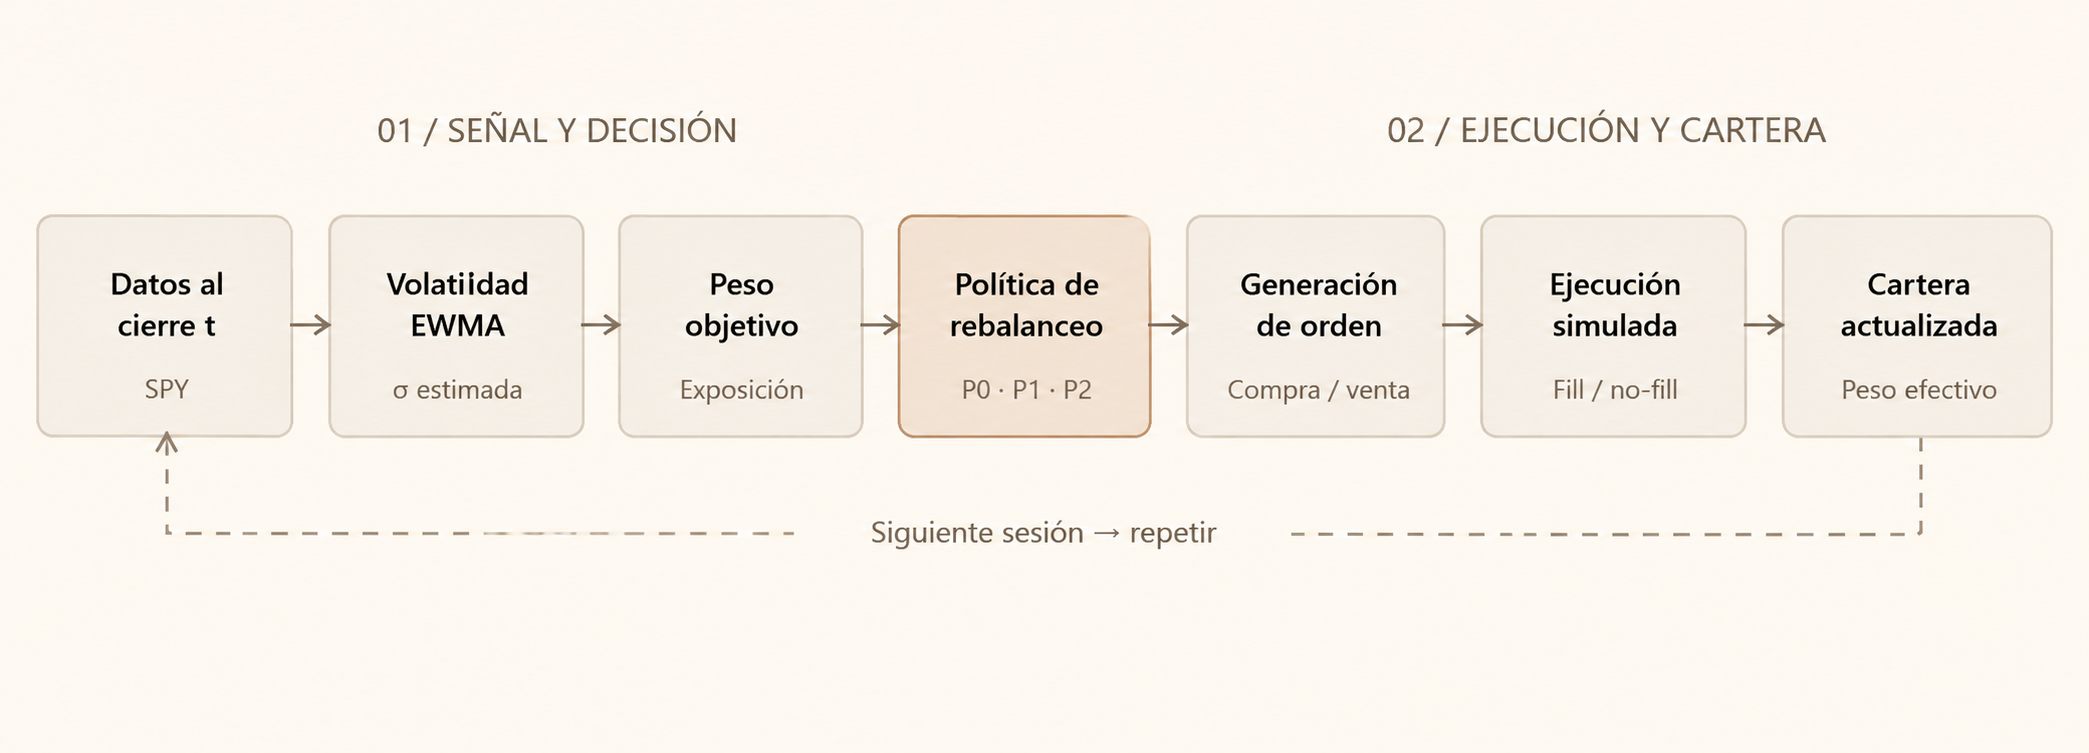 01 / SEÑAL Y DECISIÓN
02 / EJECUCIÓN Y CARTERA
Datos al
cierre t
SPY
Volatilidad
EWMA
σ estimada
Peso
objetivo
Exposición
Política de
rebalanceo
P0 · P1 · P2
Generación
de orden
Compra / venta
Ejecución
simulada
Fill / no-fill
Cartera
actualizada
Peso efectivo
Siguiente sesión → repetir